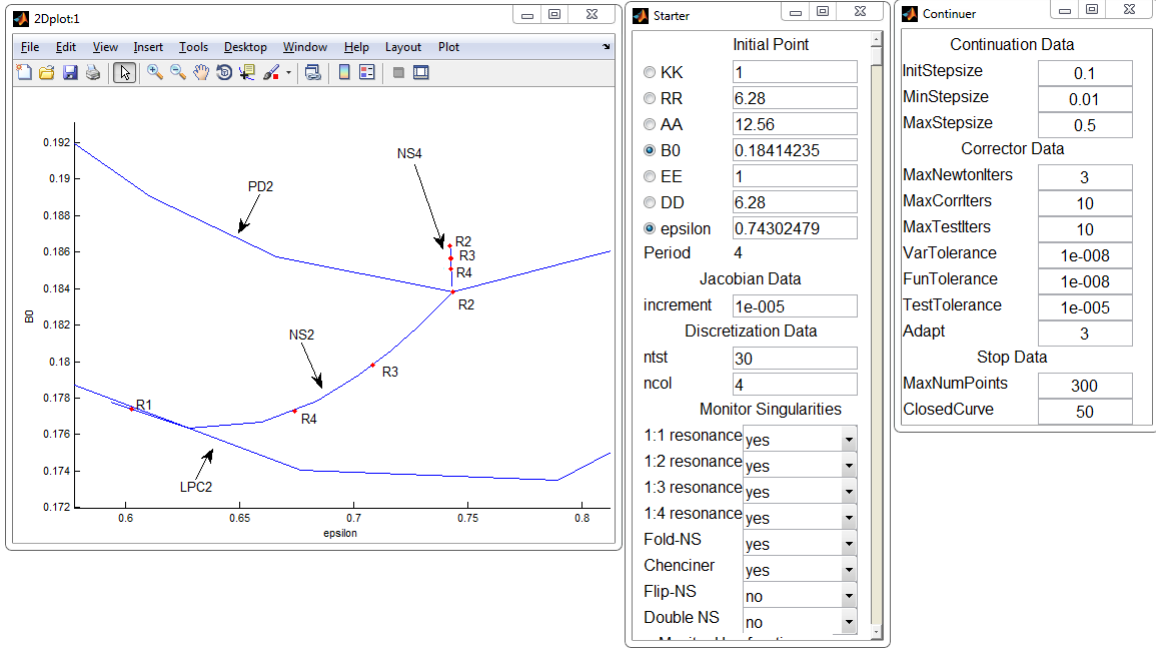 2Dplot:1
File Edit View Insert Tools Desktop Window Help Layout Plot
0.192
0.19
0.188
0.186
0.184
0.182
0.18
0.178
0.176
0.174
0.172
B0
0.6 0.65 0.7 0.75 0.8
epsilon
NS4
PD2
R2
R3
R4
R2
NS2
R3
R1
R4
LPC2
Starter
Initial Point
KK 1
RR 6.28
AA 12.56
B0 0.18414235
EE 1
DD 6.28
epsilon 0.74302479
Period 4
Jacobian Data
increment 1e-005
Discretization Data
ntst 30
ncol 4
Monitor Singularities
1:1 resonance yes
1:2 resonance yes
1:3 resonance yes
1:4 resonance yes
Fold-NS yes
Chenciner yes
Flip-NS no
Double NS no
Continuer
Continuation Data
InitStepsize 0.1
MinStepsize 0.01
MaxStepsize 0.5
Corrector Data
MaxNewtonIters 3
MaxCorrIters 10
MaxTestIters 10
VarTolerance 1e-008
FunTolerance 1e-008
TestTolerance 1e-005
Adapt 3
Stop Data
MaxNumPoints 300
ClosedCurve 50